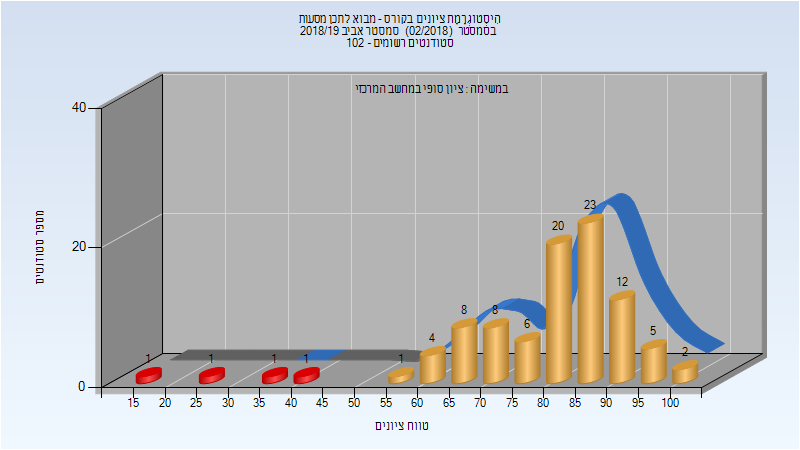 היסטוגרמת ציונים בקורס - מבוא לתכן מסעות
בסמסטר (02/2018) סמסטר אביב 2018/19
סטודנטים רשומים - 102
במשימה : ציון סופי במחשב המרכזי
מספר סטודנטים
40
20
0
1 1 1 1 1 4 8 8 6 20 23 12 5 2
15 20 25 30 35 40 45 50 55 60 65 70 75 80 85 90 95 100
טווח ציונים